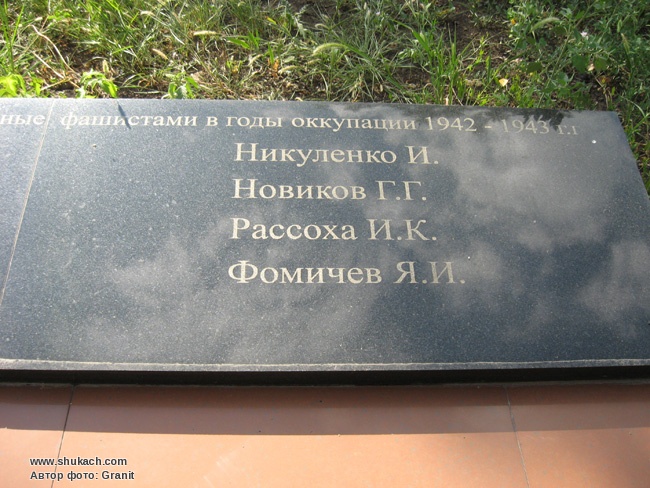 ные, фашистами в годы оккупации 1942 - 1943 г.г
Никуленко И.
Новиков Г.Г.
Рассоха И.К.
Фомичев Я.И.
www.shukach.com
Автор фото: Granit